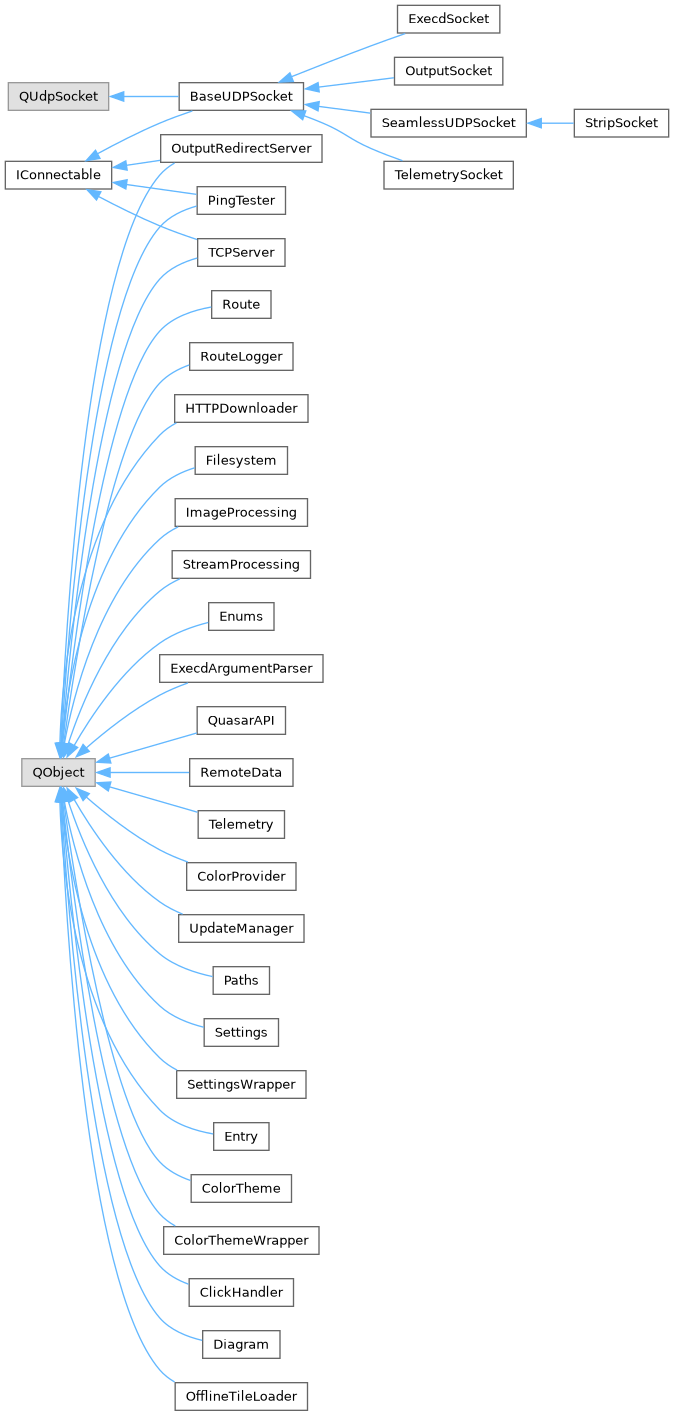 ExecdSocket
OutputSocket
QUdpSocket
BaseUDPSocket
SeamlessUDPSocket
StripSocket
OutputRedirectServer
IConnectable
TelemetrySocket
PingTester
TCPServer
Route
RouteLogger
HTTPDownloader
Filesystem
ImageProcessing
StreamProcessing
Enums
ExecdArgumentParser
QuasarAPI
QObject
RemoteData
Telemetry
ColorProvider
UpdateManager
Paths
Settings
SettingsWrapper
Entry
ColorTheme
ColorThemeWrapper
ClickHandler
Diagram
OfflineTileLoader